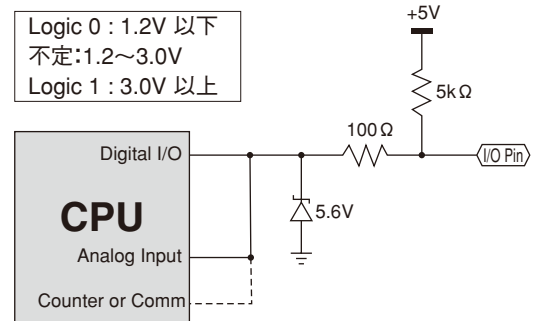 Logic 0 : 1.2V 以下
不定:1.2～3.0V
Logic 1 : 3.0V 以上
+5V
5kΩ
100Ω
I/O Pin
Digital I/O
5.6V
CPU
Analog Input
Counter or Comm